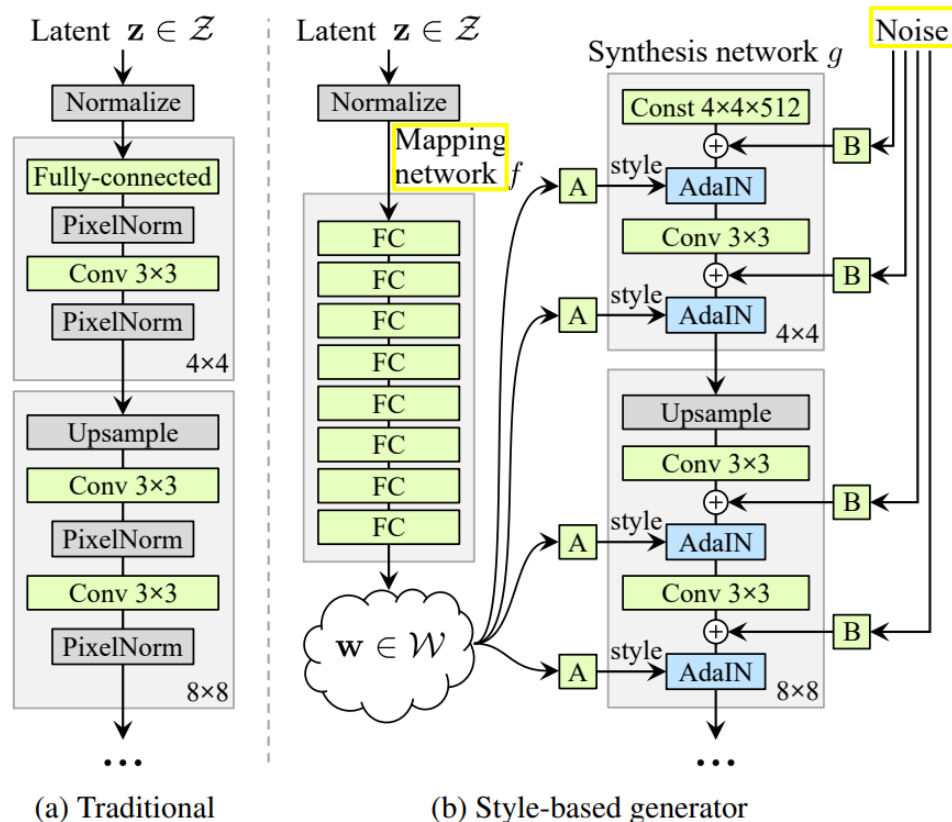 Latent z ∈ 𝒵
Normalize
Fully-connected
PixelNorm
Conv 3×3
PixelNorm
4×4
Upsample
Conv 3×3
PixelNorm
Conv 3×3
PixelNorm
8×8
...
(a) Traditional
Latent z ∈ 𝒵
Normalize
Mapping
network f
FC
FC
FC
FC
FC
FC
FC
FC
w ∈ 𝒲
A
style
A
style
A
style
A
style
Noise
Synthesis network g
Const 4×4×512
+
B
AdaIN
Conv 3×3
+
B
AdaIN
4×4
Upsample
Conv 3×3
+
B
AdaIN
Conv 3×3
+
B
AdaIN
8×8
...
(b) Style-based generator